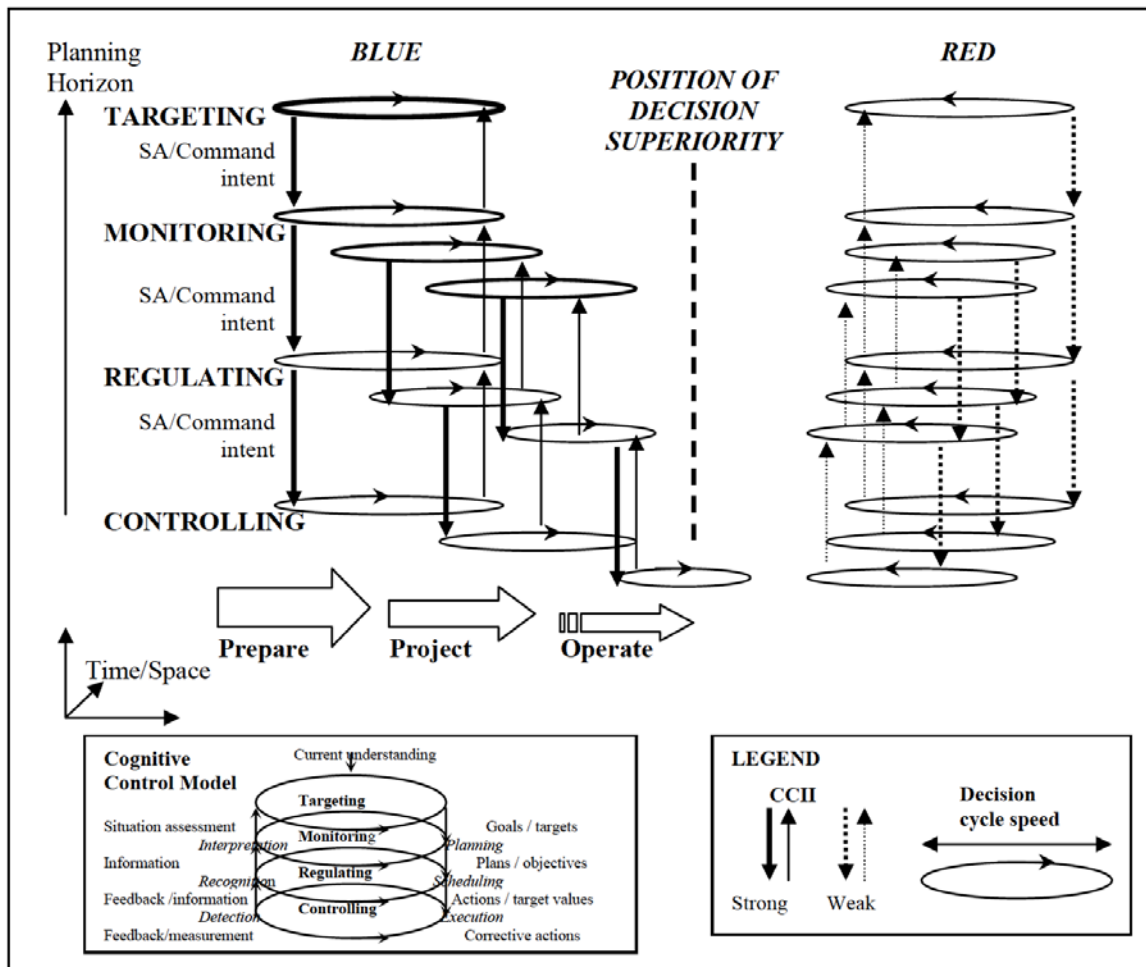 Planning
Horizon
BLUE
RED
POSITION OF
DECISION
SUPERIORITY
TARGETING
SA/Command
intent
MONITORING
SA/Command
intent
REGULATING
SA/Command
intent
CONTROLLING
Prepare
Project
Operate
Time/Space
Cognitive
Control Model
Current understanding
Targeting
Situation assessment
Monitoring
Goals / targets
Interpretation
Planning
Information
Regulating
Plans / objectives
Recognition
Scheduling
Feedback /information
Controlling
Actions / target values
Detection
Execution
Feedback/measurement
Corrective actions
LEGEND
CCII
Decision
cycle speed
Strong
Weak